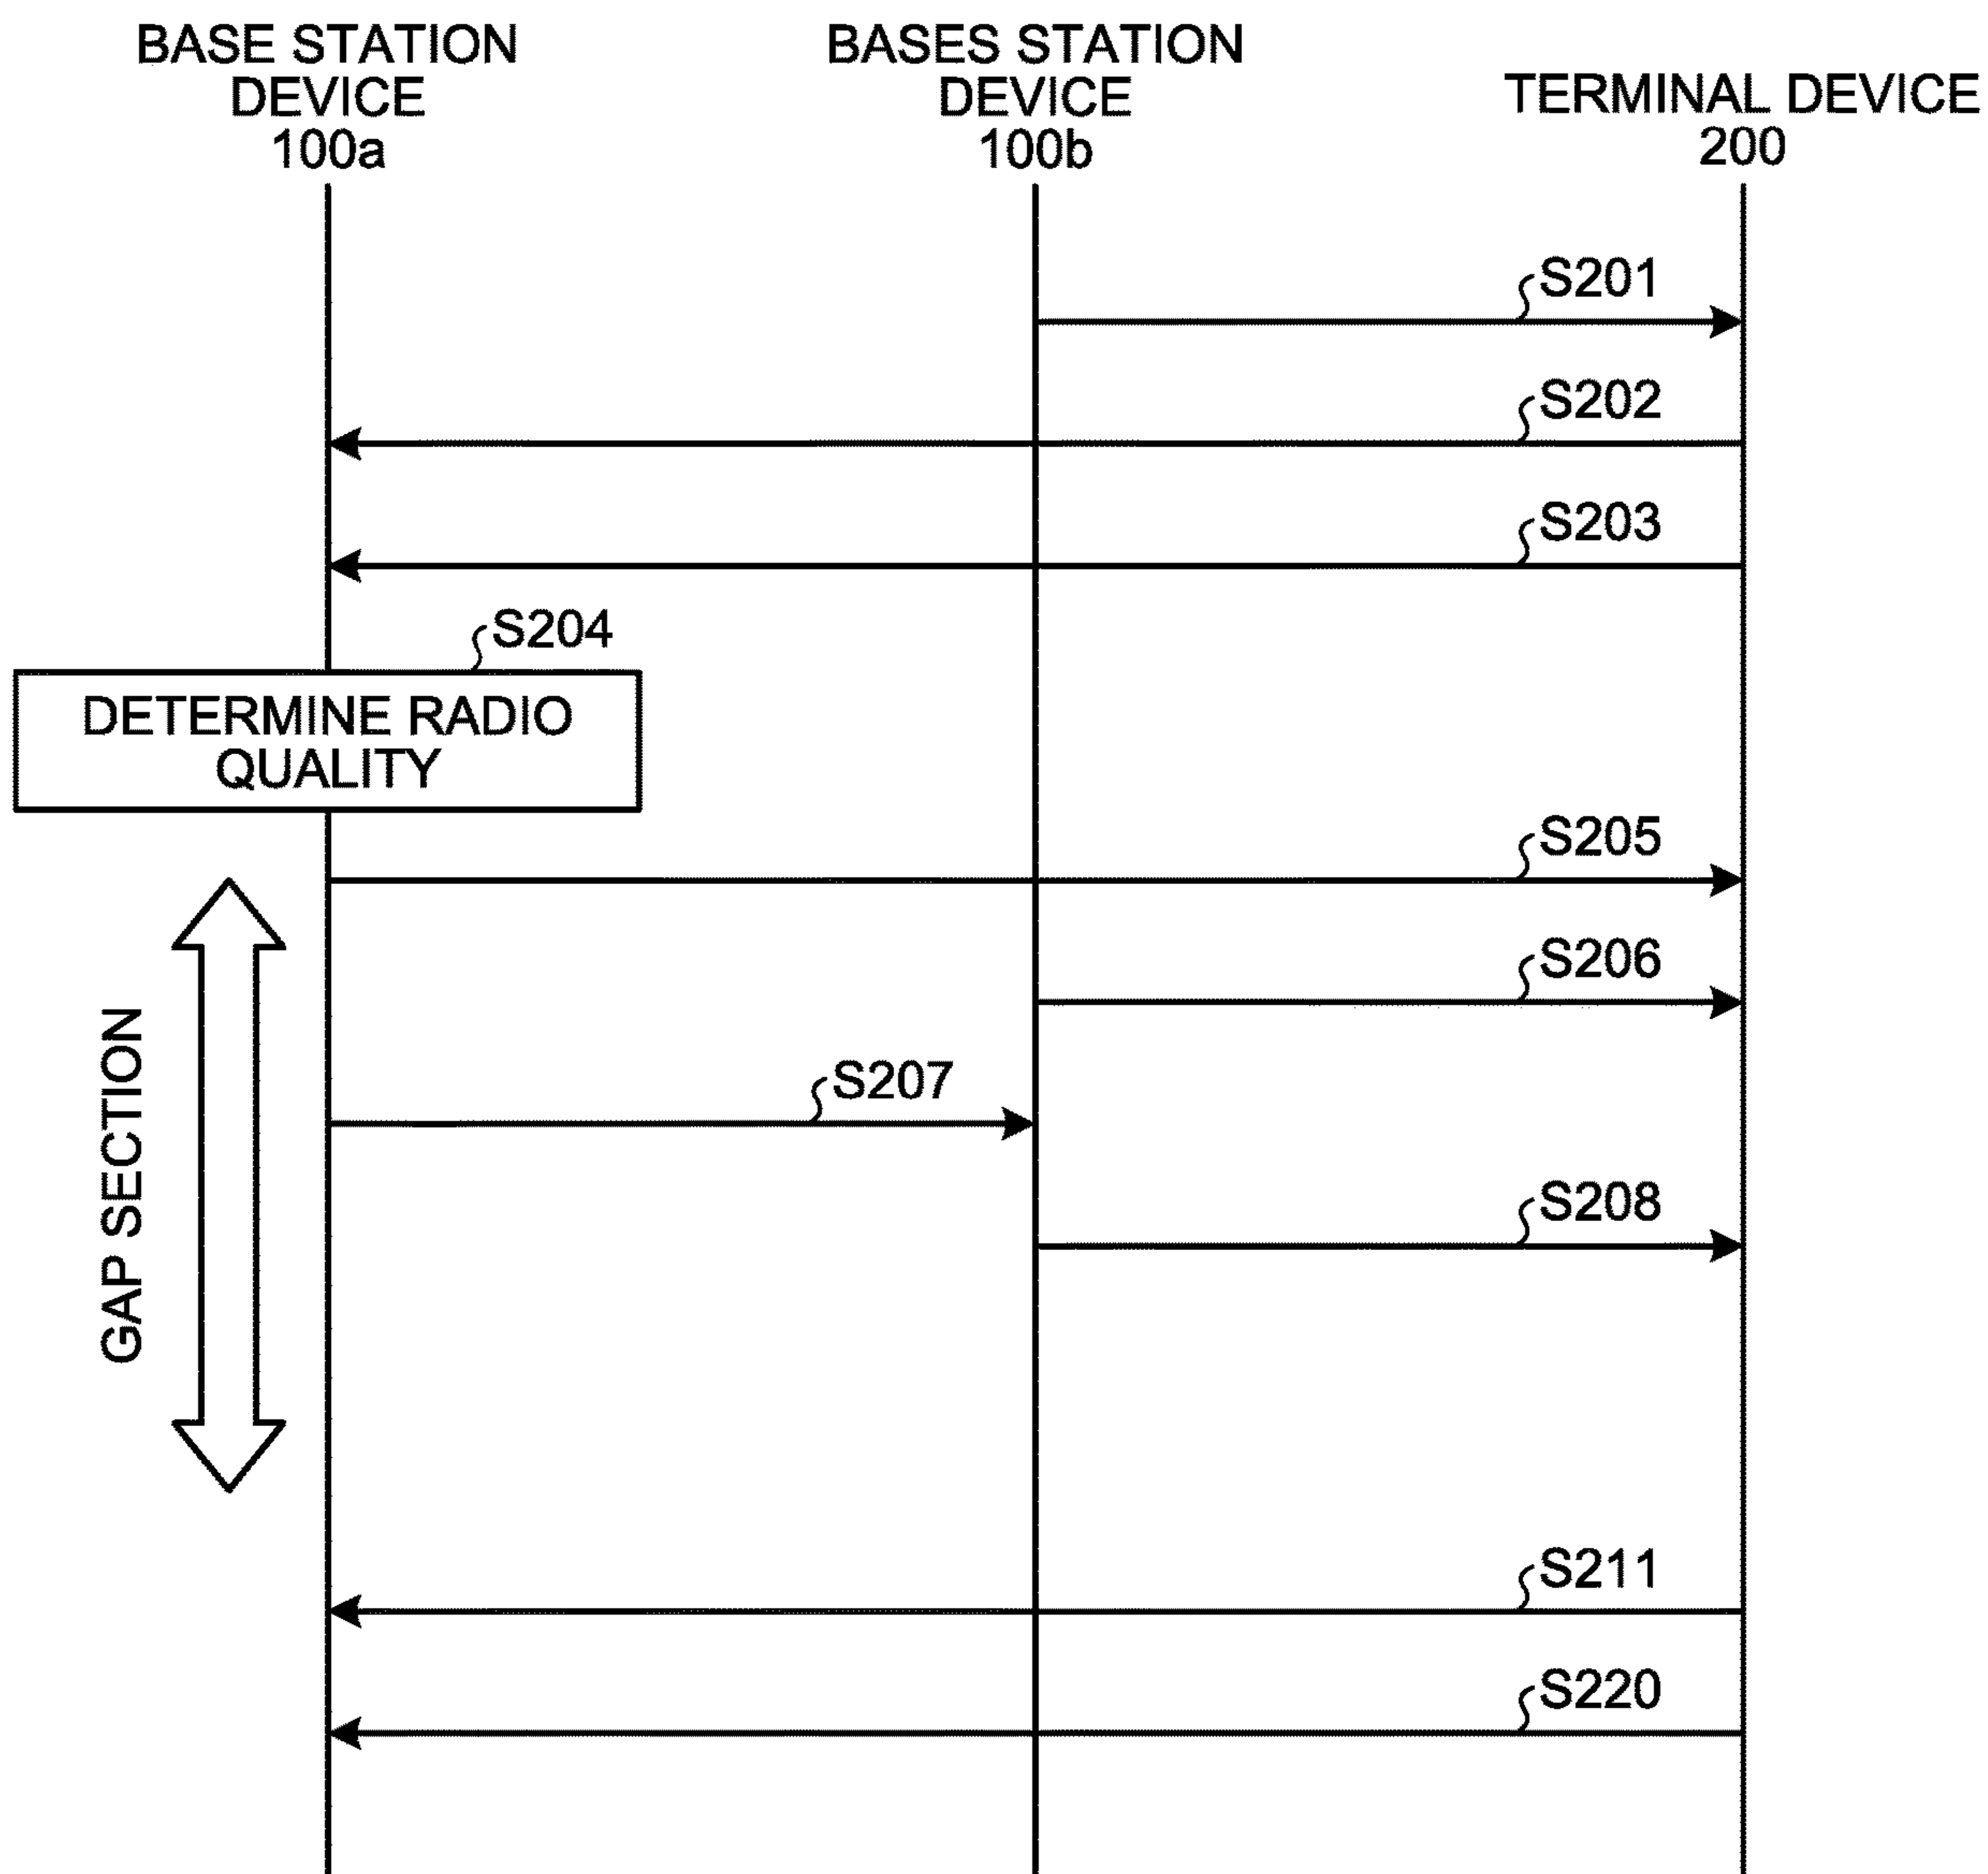 BASE STATION
DEVICE
100a
BASES STATION
DEVICE
100b
TERMINAL DEVICE
200
S201
S202
S203
S204
DETERMINE RADIO
QUALITY
S205
S206
GAP SECTION
S207
S208
S211
S220